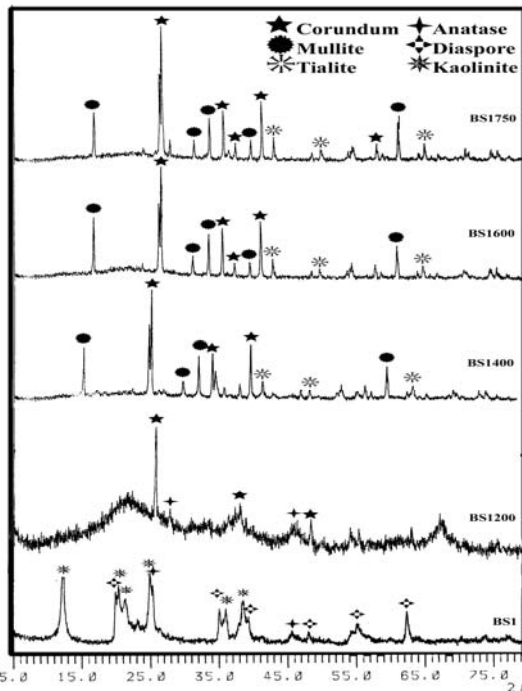 Corundum Anatase
Mullite Diaspore
Tialite Kaolinite
BS1750
BS1600
BS1400
BS1200
BS1
5.0 15.0 25.0 35.0 45.0 55.0 65.0 75.0